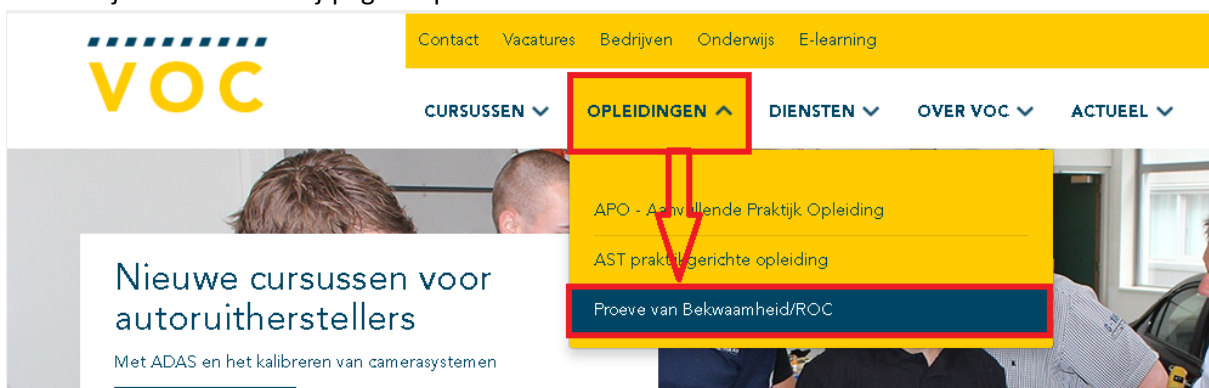 Contact Vacatures Bedrijven Onderwijs E-learning
VOC
CURSUSSEN OPLEIDINGEN DIENSTEN OVER VOC ACTUEEL
APO - Aanvullende Praktijk Opleiding
AST praktijkgerichte opleiding
Proeve van Bekwaamheid/ROC
Nieuwe cursussen voor
autoruitherstellers
Met ADAS en het kalibreren van camerasystemen